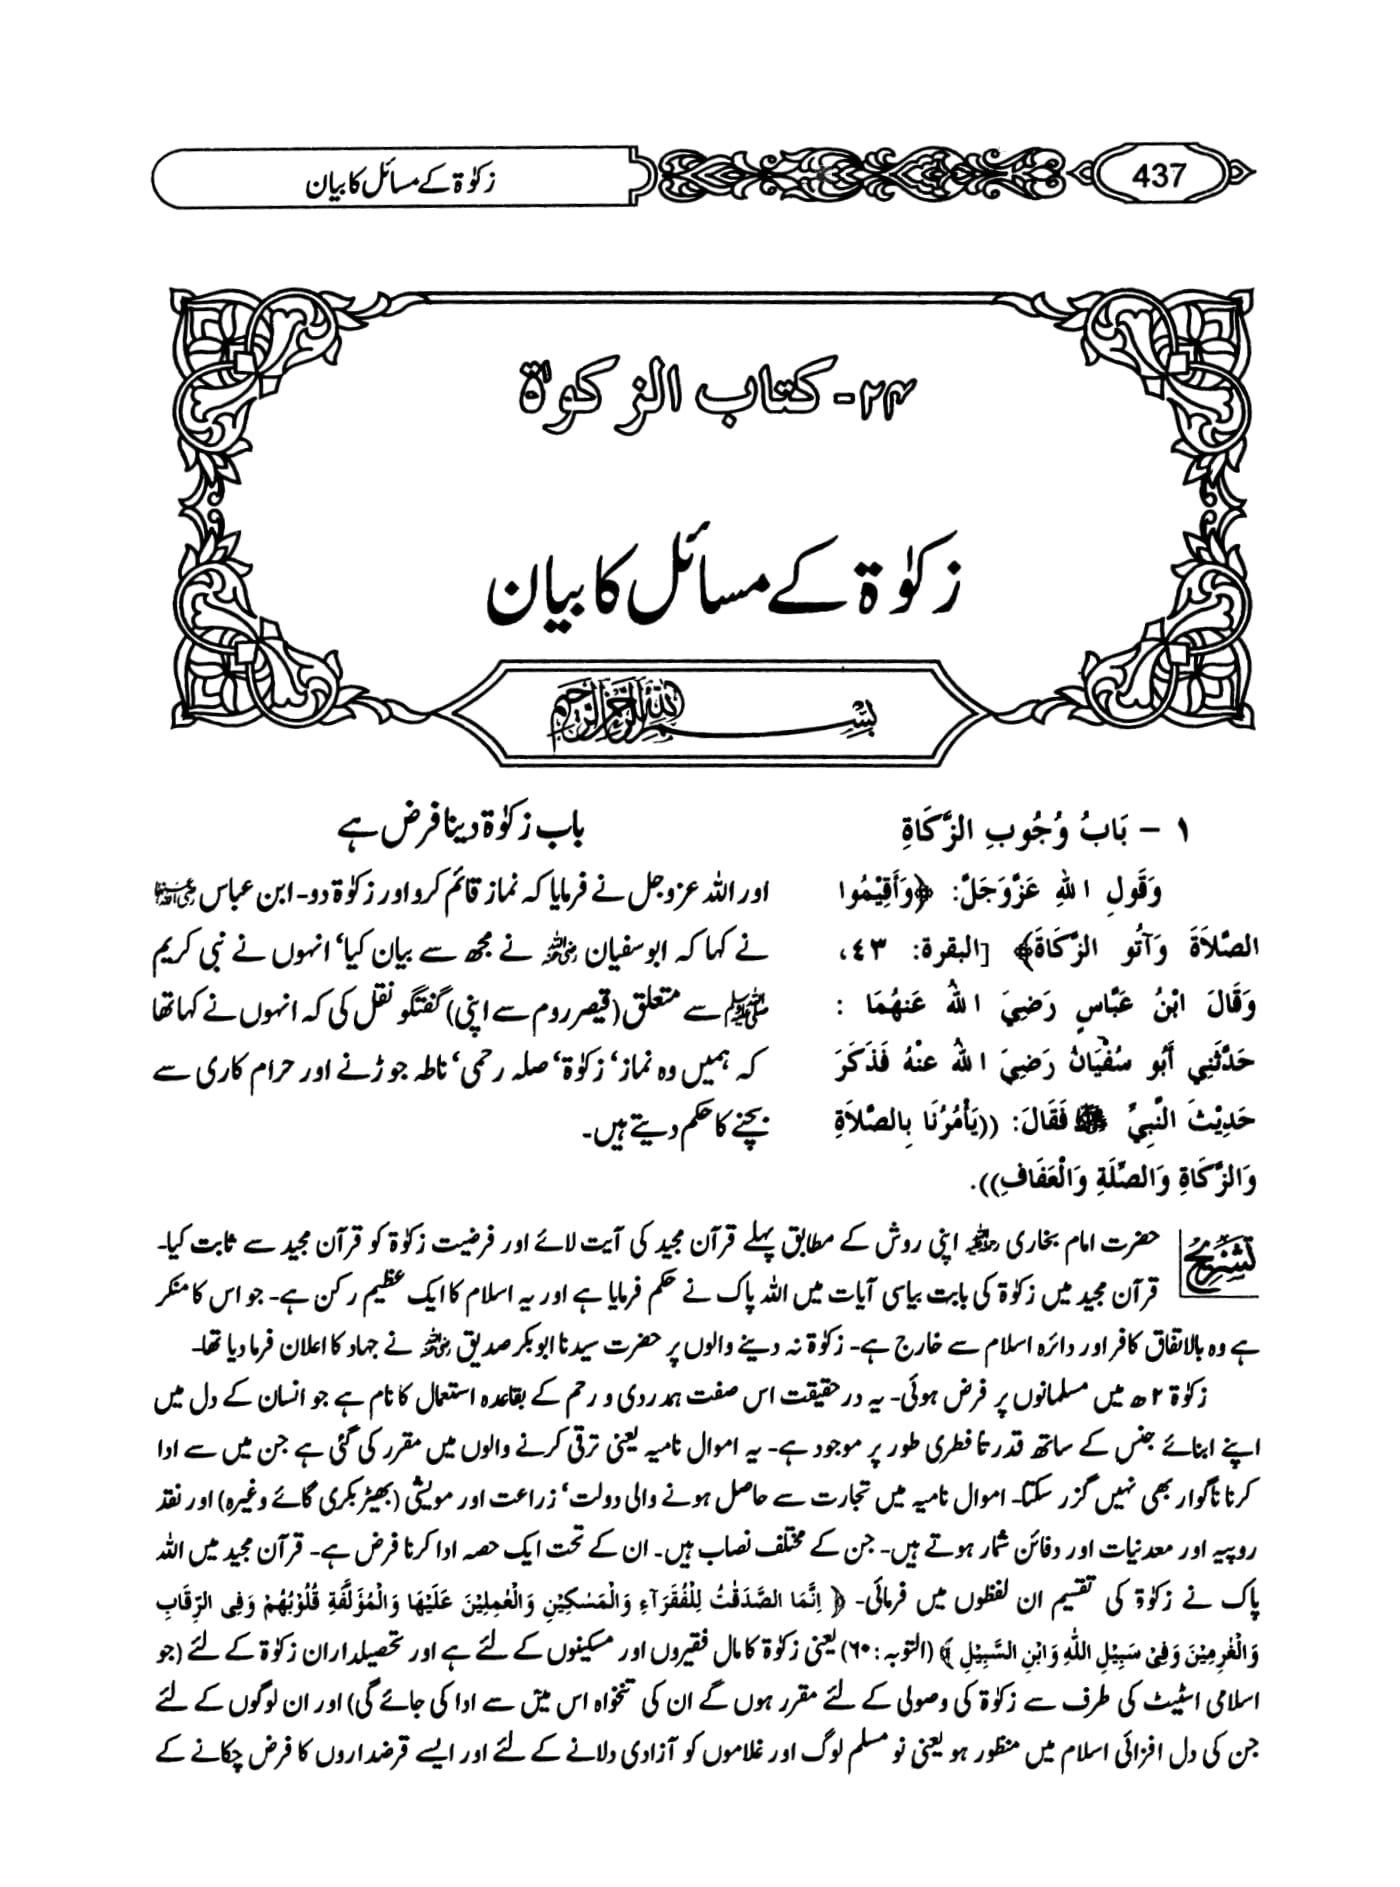 437
زکوٰۃ کے مسائل کا بیان
۲۴- کتاب الزکوٰة
زکوٰۃ کے مسائل کا بیان
بسم الله الرحمن الرحيم
١ – بَابُ وُجُوبِ الزَّكَاةِ
وَقَولِ اللهِ عَزَّوَجَلَّ: ﴿وَأَقِيْمُوا
الصَّلاَةَ وَآتُو الزَّكَاةَ﴾ [البقرة: ٤٣،
وَقَالَ ابْنُ عَبَّاسٍ رَضِيَ اللهُ عَنهُمَا :
حَدَّثَنِي أَبُو سُفْيَانَ رَضِيَ اللهُ عنْهُ فَذَكَرَ
حَدِيْثَ النَّبِيِّ ﷺ فَقَالَ: ((يَأْمُرُنَا بِالصَّلاَةِ
وَالزَّكَاةِ وَالصِّلَةِ وَالْعَفَافِ)).
باب زکوٰۃ دینا فرض ہے
اور اللہ عزوجل نے فرمایا کہ نماز قائم کرو اور زکوٰۃ دو۔ ابن عباس رضی اللہ عنہما
نے کہا کہ ابوسفیان رضی اللہ عنہ نے مجھ سے بیان کیا‘ انہوں نے نبی کریم
ﷺ سے متعلق (قیصر روم سے اپنی) گفتگو نقل کی کہ انہوں نے کہا تھا
کہ ہمیں وہ نماز‘ زکوٰۃ‘ صلہ رحمی‘ ناطہ جوڑنے اور حرام کاری سے
بچنے کا حکم دیتے ہیں۔
تشریح حضرت امام بخاری رحمۃ اللہ علیہ اپنی روش کے مطابق پہلے قرآن مجید کی آیت لائے اور فرضیت زکوٰۃ کو قرآن مجید سے ثابت کیا۔
قرآن مجید میں زکوٰۃ کی بابت بیاسی آیات میں اللہ پاک نے حکم فرمایا ہے اور یہ اسلام کا ایک عظیم رکن ہے۔ جو اس کا منکر
ہے وہ بالاتفاق کافر اور دائرہ اسلام سے خارج ہے۔ زکوٰۃ نہ دینے والوں پر حضرت سیدنا ابوبکر صدیق رضی اللہ عنہ نے جہاد کا اعلان فرما دیا تھا۔
زکوٰۃ ۲ھ میں مسلمانوں پر فرض ہوئی۔ یہ درحقیقت اس صفت ہمدردی و رحم کے بقاعدہ استعمال کا نام ہے جو انسان کے دل میں
اپنے ابنائے جنس کے ساتھ قدرتاً فطری طور پر موجود ہے۔ یہ اموال نامیہ یعنی ترقی کرنے والوں میں مقرر کی گئی ہے جن میں سے ادا
کرنا ناگوار بھی نہیں گزر سکتا۔ اموال نامیہ میں تجارت سے حاصل ہونے والی دولت‘ زراعت اور مویشی (بھیڑ بکری گائے وغیرہ) اور نقد
روپیہ اور معدنیات اور دفائن شمار ہوتے ہیں۔ جن کے مختلف نصاب ہیں۔ ان کے تحت ایک حصہ ادا کرنا فرض ہے۔ قرآن مجید میں اللہ
پاک نے زکوٰۃ کی تقسیم ان لفظوں میں فرمائی۔ ﴿ اِنَّمَا الصَّدَقٰتُ لِلْفُقَرَآءِ وَالْمَسٰكِيْنِ وَالْعٰمِلِيْنَ عَلَيْهَا وَالْمُؤَلَّفَةِ قُلُوْبُهُمْ وَفِى الرِّقَابِ
وَالْغٰرِمِيْنَ وَفِىْ سَبِيْلِ اللّٰهِ وَابْنِ السَّبِيْلِ ﴾ (التوبہ : ٦٠) یعنی زکوٰۃ کا مال فقیروں اور مسکینوں کے لئے ہے اور تحصیلداران زکوٰۃ کے لئے (جو
اسلامی اسٹیٹ کی طرف سے زکوٰۃ کی وصولی کے لئے مقرر ہوں گے ان کی تنخواہ اس میں سے ادا کی جائے گی) اور ان لوگوں کے لئے
جن کی دل افزائی اسلام میں منظور ہو یعنی نو مسلم لوگ اور غلاموں کو آزادی دلانے کے لئے اور ایسے قرضداروں کا قرض چکانے کے